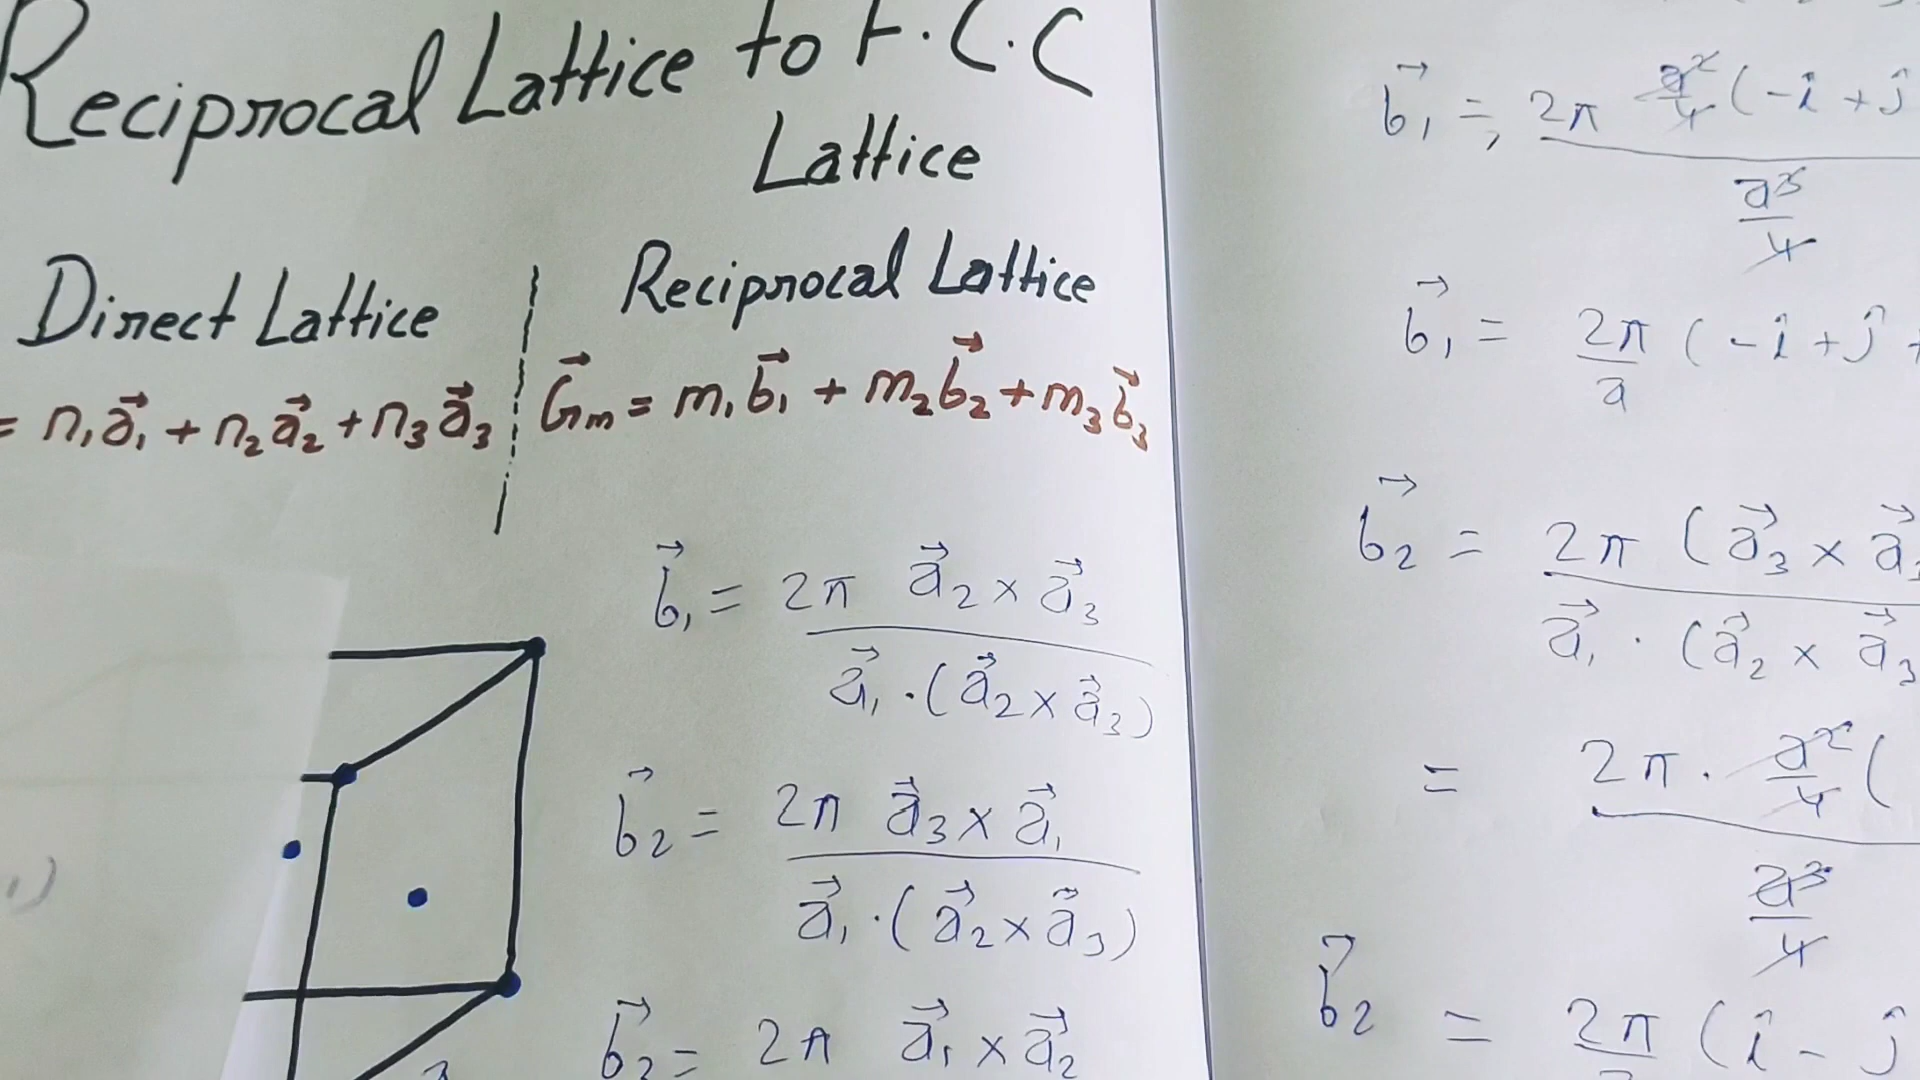 Reciprocal Lattice to F.C.C
Lattice
Direct Lattice
Reciprocal Lattice
= n₁a⃗₁ + n₂a⃗₂ + n₃a⃗₃
G⃗m = m₁b⃗₁ + m₂b⃗₂ + m₃b⃗₃
b⃗₁ = 2π a⃗₂ × a⃗₃
a⃗₁ · (a⃗₂ × a⃗₃)
b⃗₂ = 2π a⃗₃ × a⃗₁
a⃗₁ · (a⃗₂ × a⃗₃)
b⃗₃ = 2π a⃗₁ × a⃗₂
b⃗₁ = 2π a²/4 (-î + ĵ
a³/4
b⃗₁ = 2π/a (-î + ĵ +
b⃗₂ = 2π (a⃗₃ × a⃗₁
a⃗₁ · (a⃗₂ × a⃗₃
= 2π · a²/4 (
a³/4
b⃗₂ = 2π/a (î - ĵ